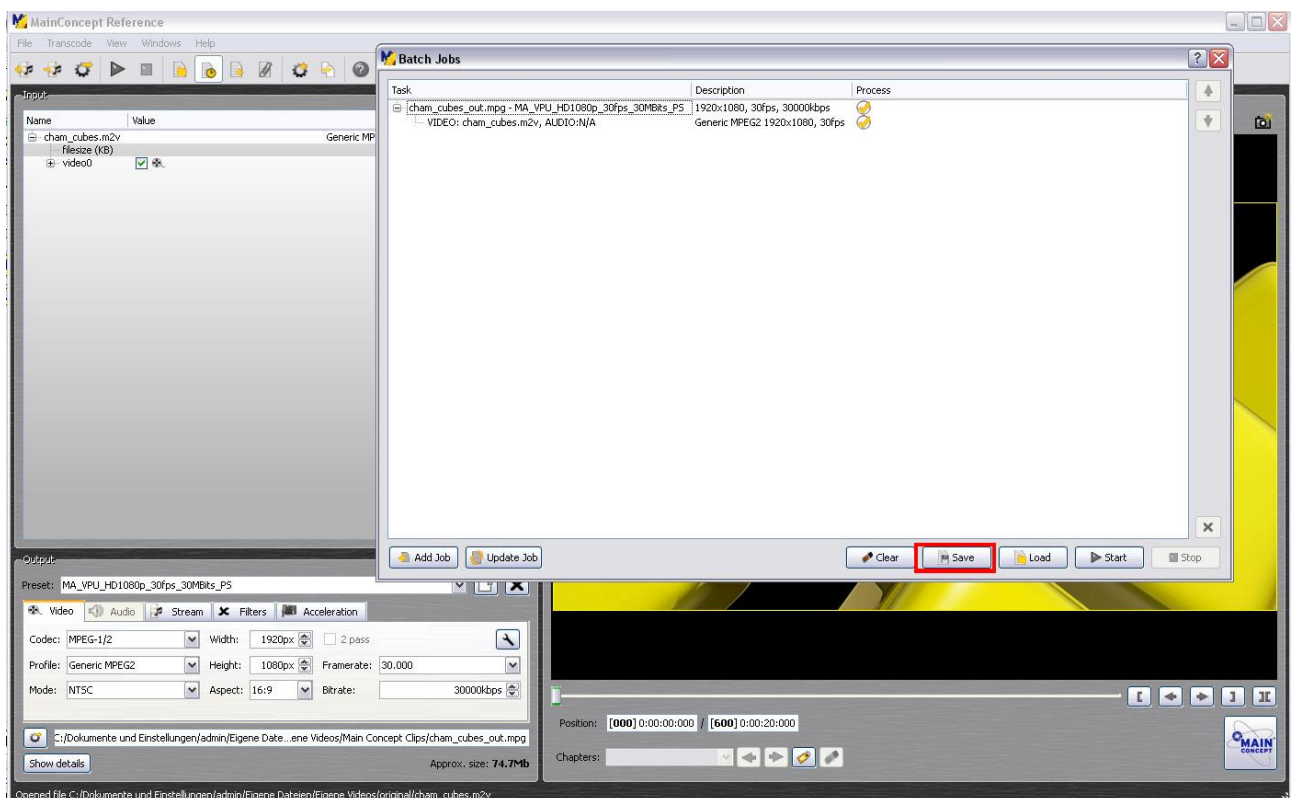 MainConcept Reference
File Transcode View Windows Help
Batch Jobs
Task Description Process
cham_cubes_out.mpg - MA_VPU_HD1080p_30fps_30MBits_P5 1920x1080, 30fps, 30000kbps
VIDEO: cham_cubes.m2v, AUDIO:N/A Generic MPEG2 1920x1080, 30fps
Add Job Update Job Clear Save Load Start Stop
Input
Name Value
cham_cubes.m2v Generic MP
filesize (KB)
video0
Output
Preset: MA_VPU_HD1080p_30fps_30MBits_P5
Video Audio Stream Filters Acceleration
Codec: MPEG-1/2 Width: 1920px 2 pass
Profile: Generic MPEG2 Height: 1080px Framerate: 30.000
Mode: NTSC Aspect: 16:9 Bitrate: 30000kbps
C:/Dokumente und Einstellungen/admin/Eigene Date...ene Videos/Main Concept Clips/cham_cubes_out.mpg
Show details Approx. size: 74.7Mb
Position: [000] 0:00:00:000 / [600] 0:00:20:000
Chapters:
MAIN
CONCEPT
Opened file C:/Dokumente und Einstellungen/admin/Eigene Dateien/Eigene Videos/original/cham_cubes.m2v